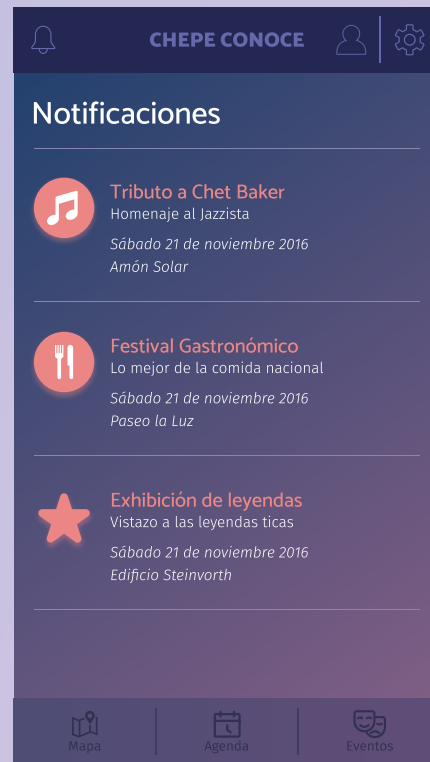 CHEPE CONOCE
Notificaciones
Tributo a Chet Baker
Homenaje al Jazzista
Sábado 21 de noviembre 2016
Amón Solar
Festival Gastronómico
Lo mejor de la comida nacional
Sábado 21 de noviembre 2016
Paseo la Luz
Exhibición de leyendas
Vistazo a las leyendas ticas
Sábado 21 de noviembre 2016
Edificio Steinvorth
Mapa
Agenda
Eventos